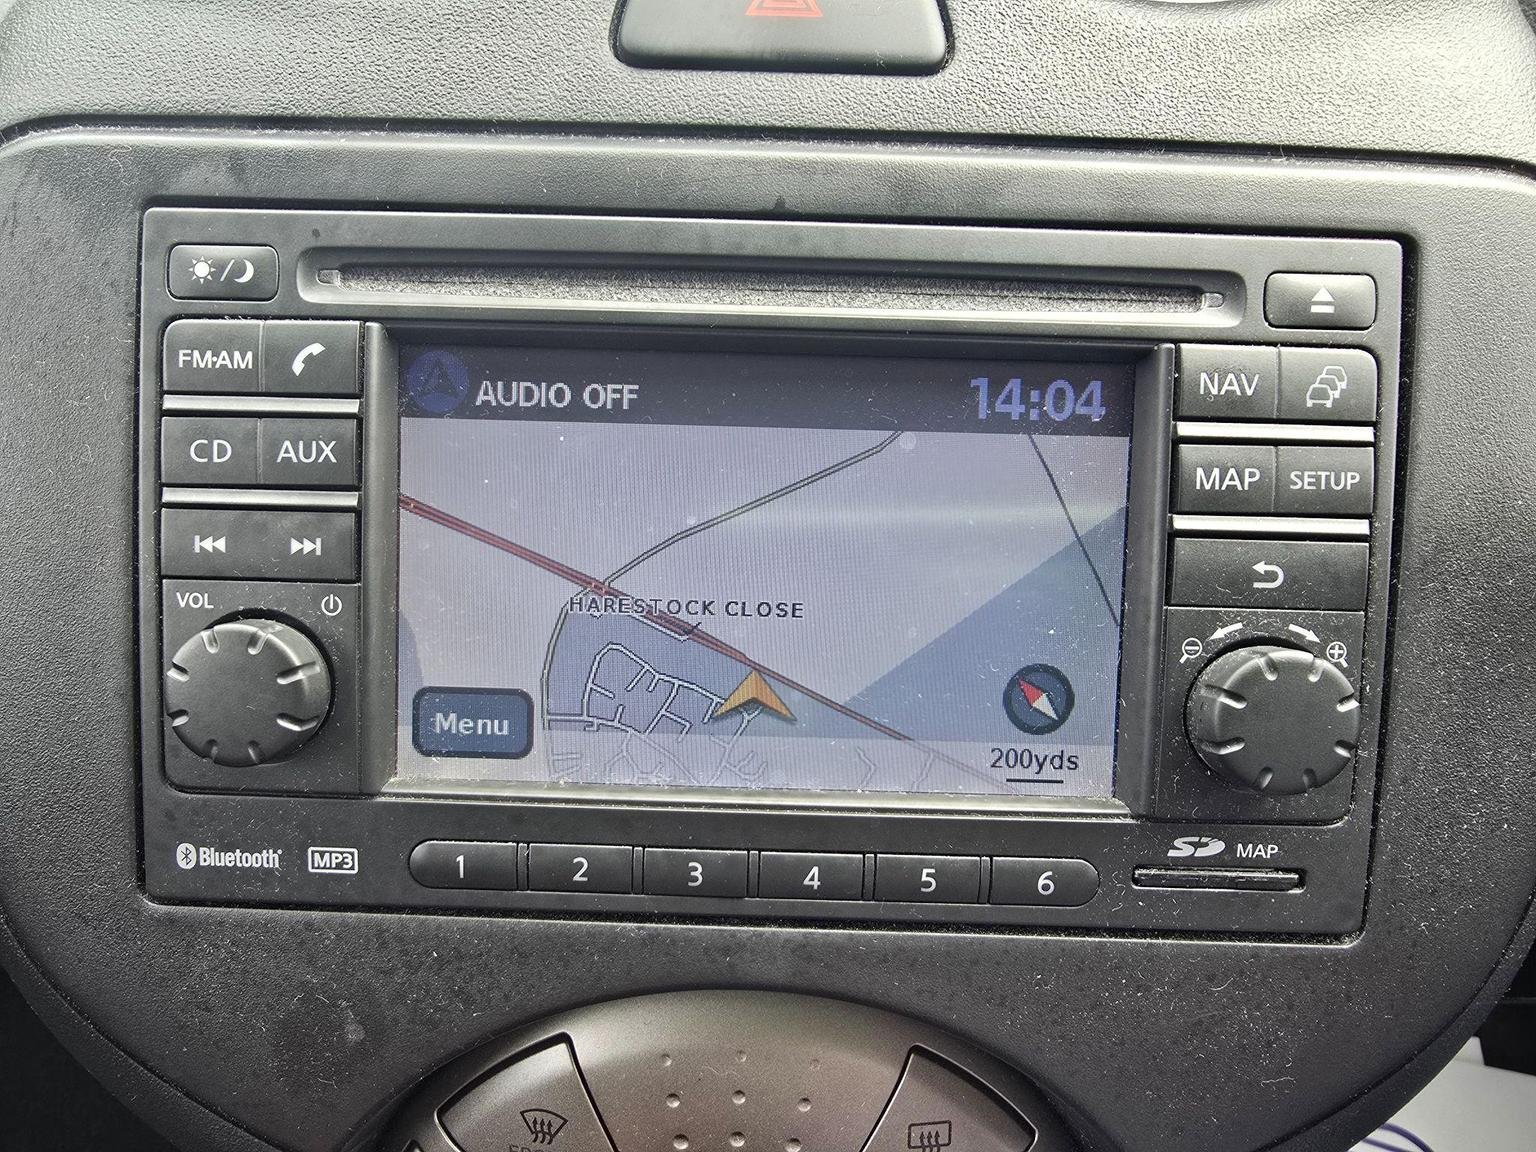 FM·AM
CD
AUX
VOL
AUDIO OFF
14:04
HARESTOCK CLOSE
Menu
200yds
NAV
MAP
SETUP
Bluetooth
MP3
1
2
3
4
5
6
SD MAP